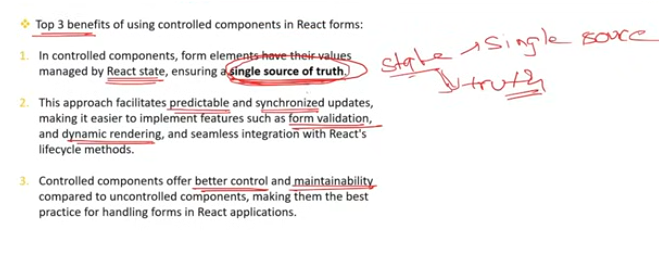 ❖ Top 3 benefits of using controlled components in React forms:
1. In controlled components, form elements have their values
managed by React state, ensuring a single source of truth.
2. This approach facilitates predictable and synchronized updates,
making it easier to implement features such as form validation,
and dynamic rendering, and seamless integration with React's
lifecycle methods.
3. Controlled components offer better control and maintainability
compared to uncontrolled components, making them the best
practice for handling forms in React applications.
state → single souce
truth